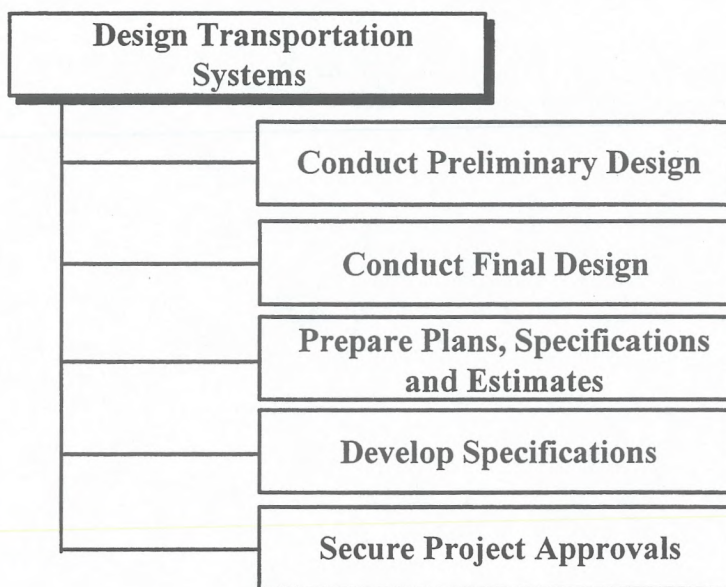 Design Transportation
Systems
Conduct Preliminary Design
Conduct Final Design
Prepare Plans, Specifications
and Estimates
Develop Specifications
Secure Project Approvals